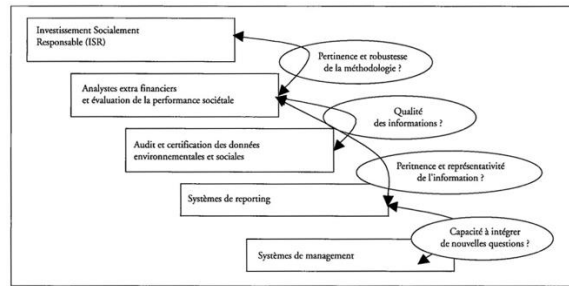 Investissement Socialement
Responsable (ISR)
Pertinence et robustesse
de la méthodologie ?
Analystes extra financiers
et évaluation de la performance sociétale
Qualité
des informations ?
Audit et certification des données
environnementales et sociales
Peritnence et représentativité
de l'information ?
Systèmes de reporting
Capacité à intégrer
de nouvelles questions ?
Systèmes de management